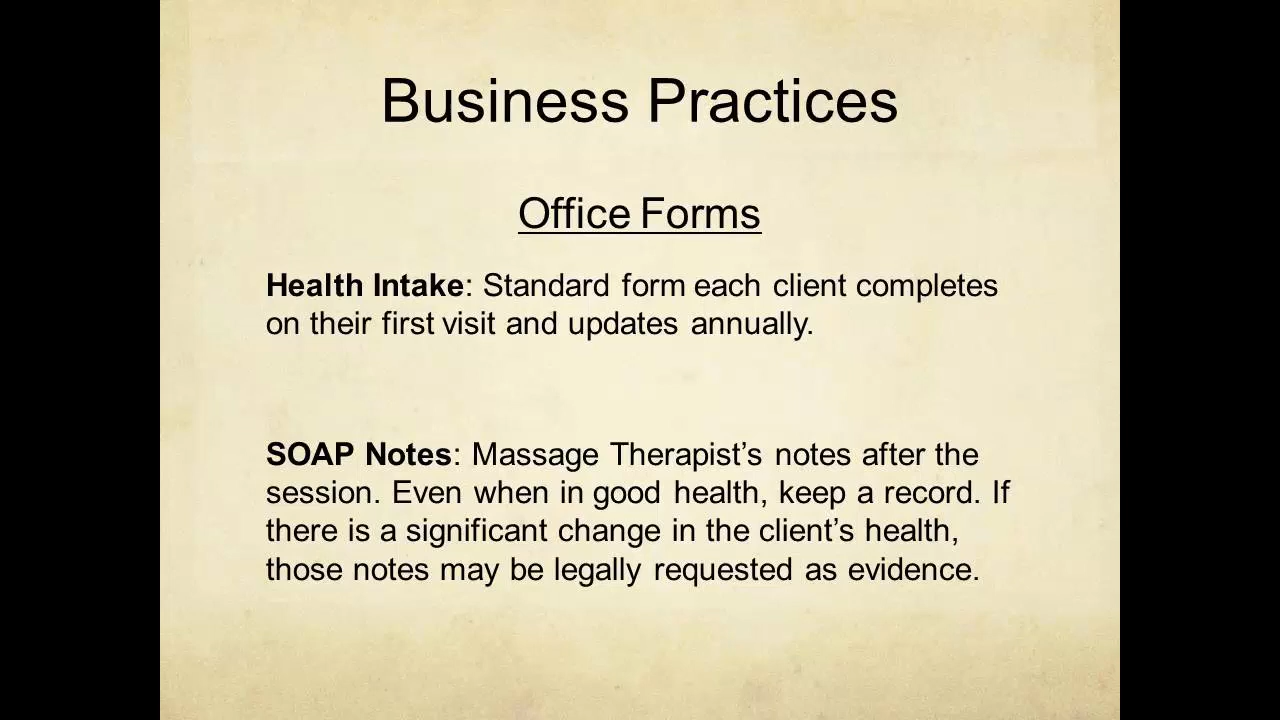 Business Practices
Office Forms
Health Intake: Standard form each client completes
on their first visit and updates annually.
SOAP Notes: Massage Therapist’s notes after the
session. Even when in good health, keep a record. If
there is a significant change in the client’s health,
those notes may be legally requested as evidence.